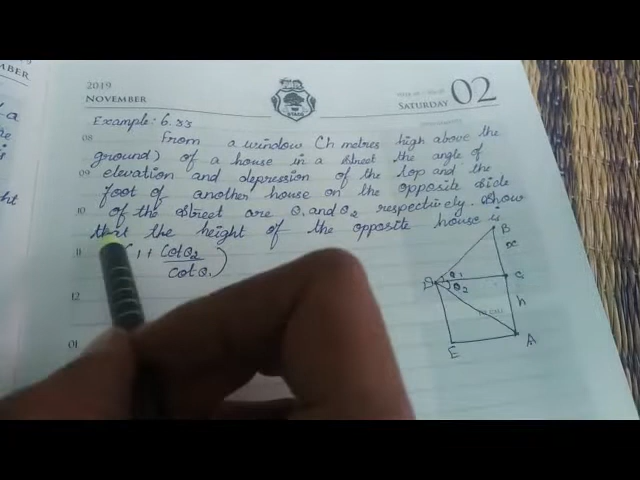 2019
NOVEMBER
SATURDAY 02
Example: 6.33
08 From a window (h metres high above the
ground) of a house in a street the angle of
09 elevation and depression of the top and the
foot of another house on the opposite side
10 of the street are θ1 and θ2 respectively. Show
that the height of the opposite house is
11 (1+ cotθ2
cotθ1)
12
01
B
x
D θ1 C
θ2
h
E A